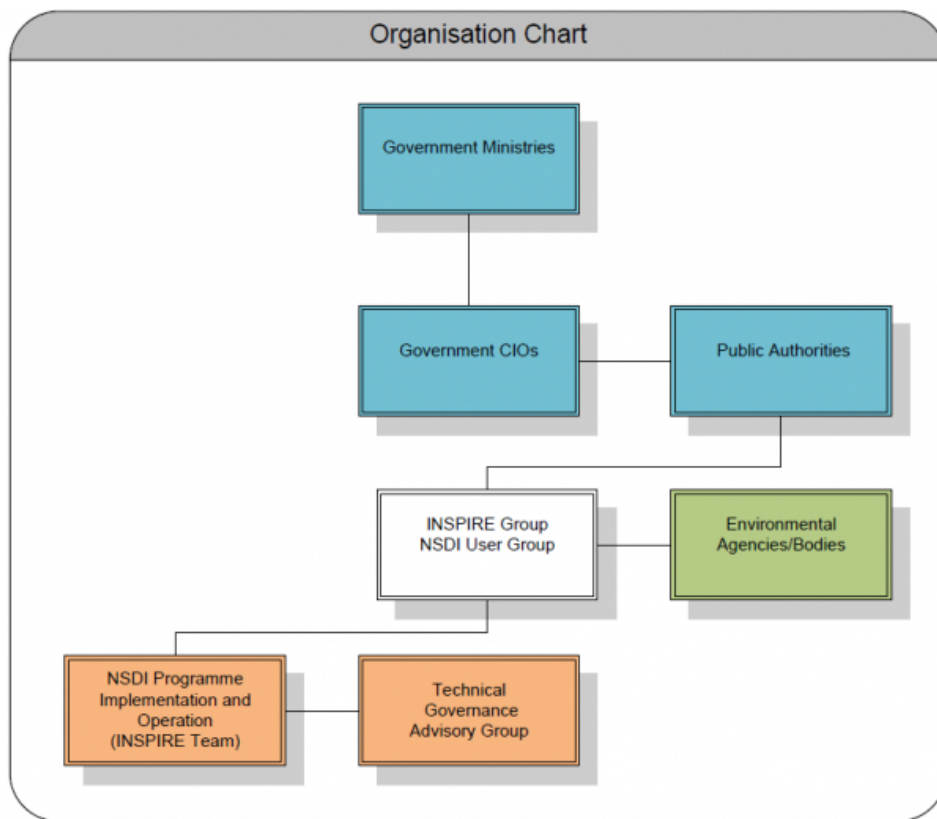 Organisation Chart
Government Ministries
Government CIOs
Public Authorities
INSPIRE Group
NSDI User Group
Environmental
Agencies/Bodies
NSDI Programme
Implementation and
Operation
(INSPIRE Team)
Technical
Governance
Advisory Group